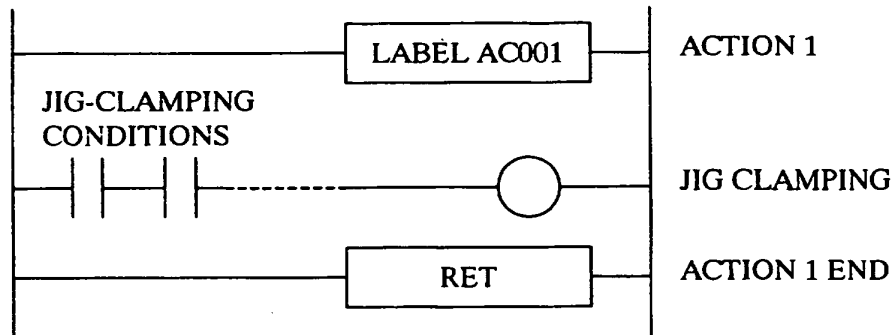 LABEL AC001
ACTION 1
JIG-CLAMPING
CONDITIONS
JIG CLAMPING
RET
ACTION 1 END